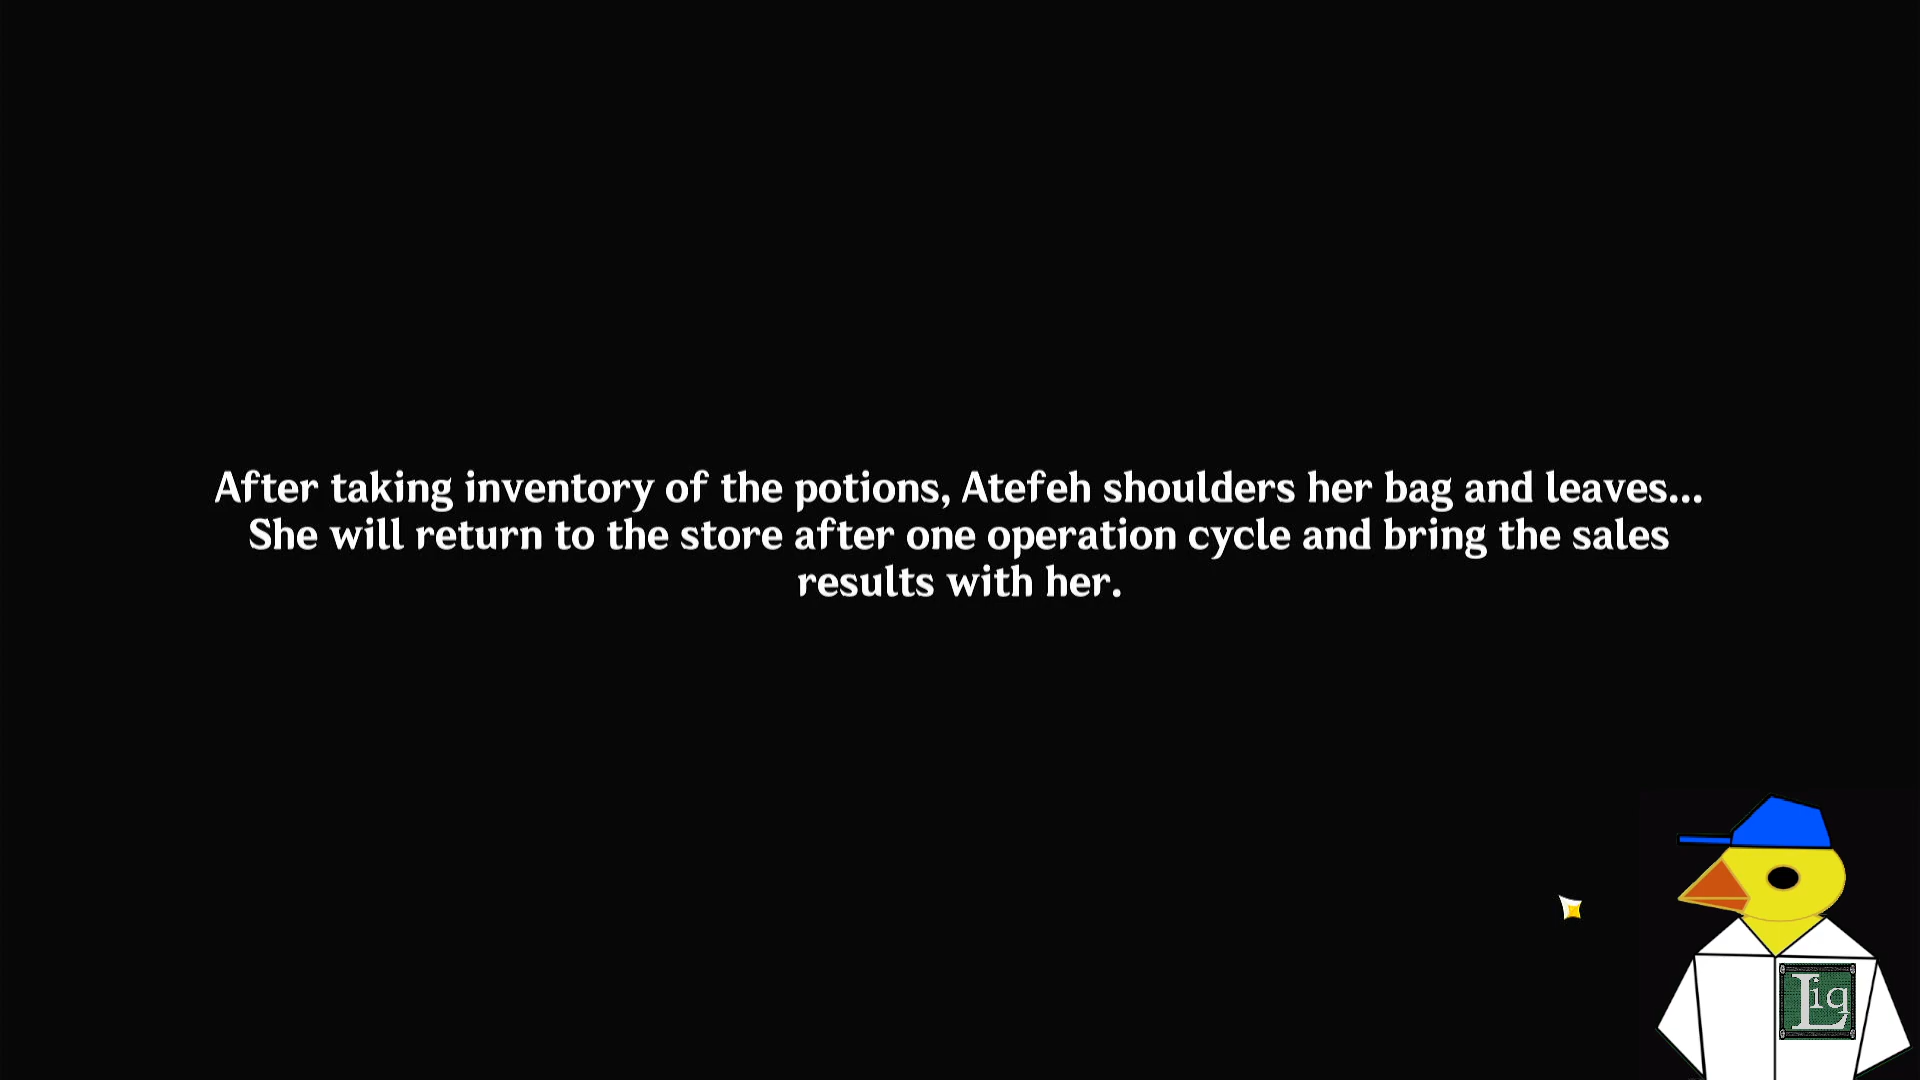 After taking inventory of the potions, Atefeh shoulders her bag and leaves...
She will return to the store after one operation cycle and bring the sales
results with her.
Liq